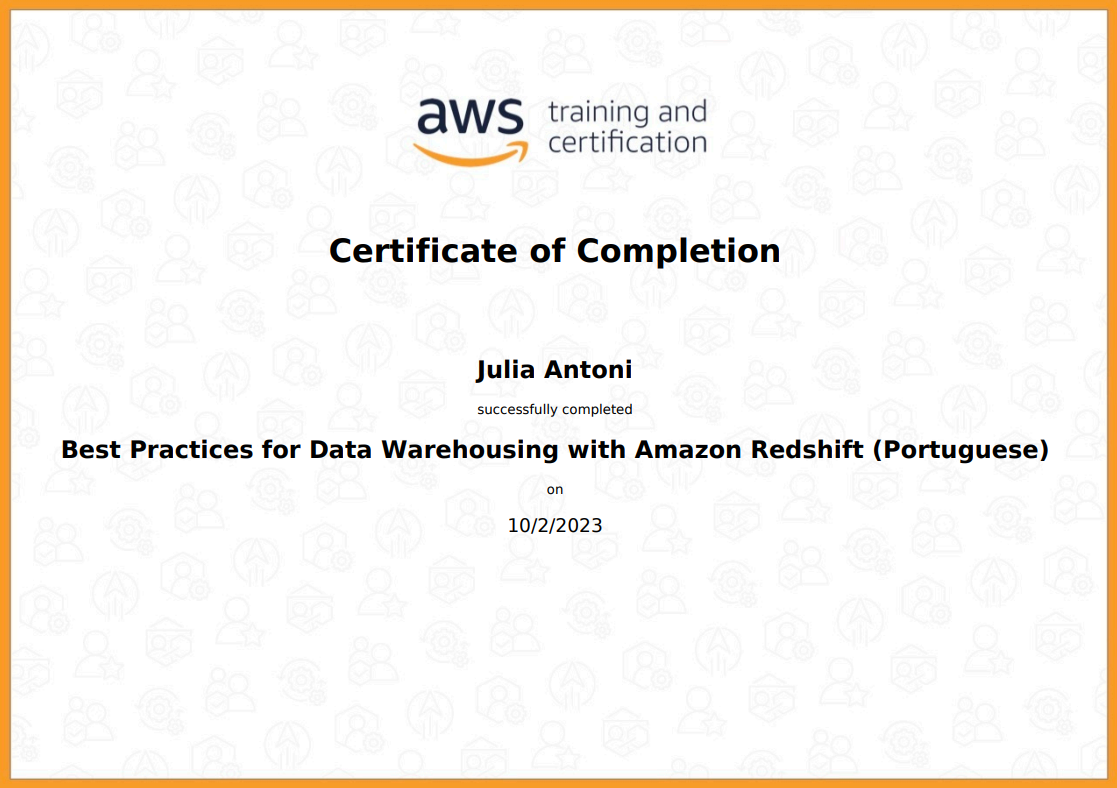 aws training and
certification
Certificate of Completion
Julia Antoni
successfully completed
Best Practices for Data Warehousing with Amazon Redshift (Portuguese)
on
10/2/2023